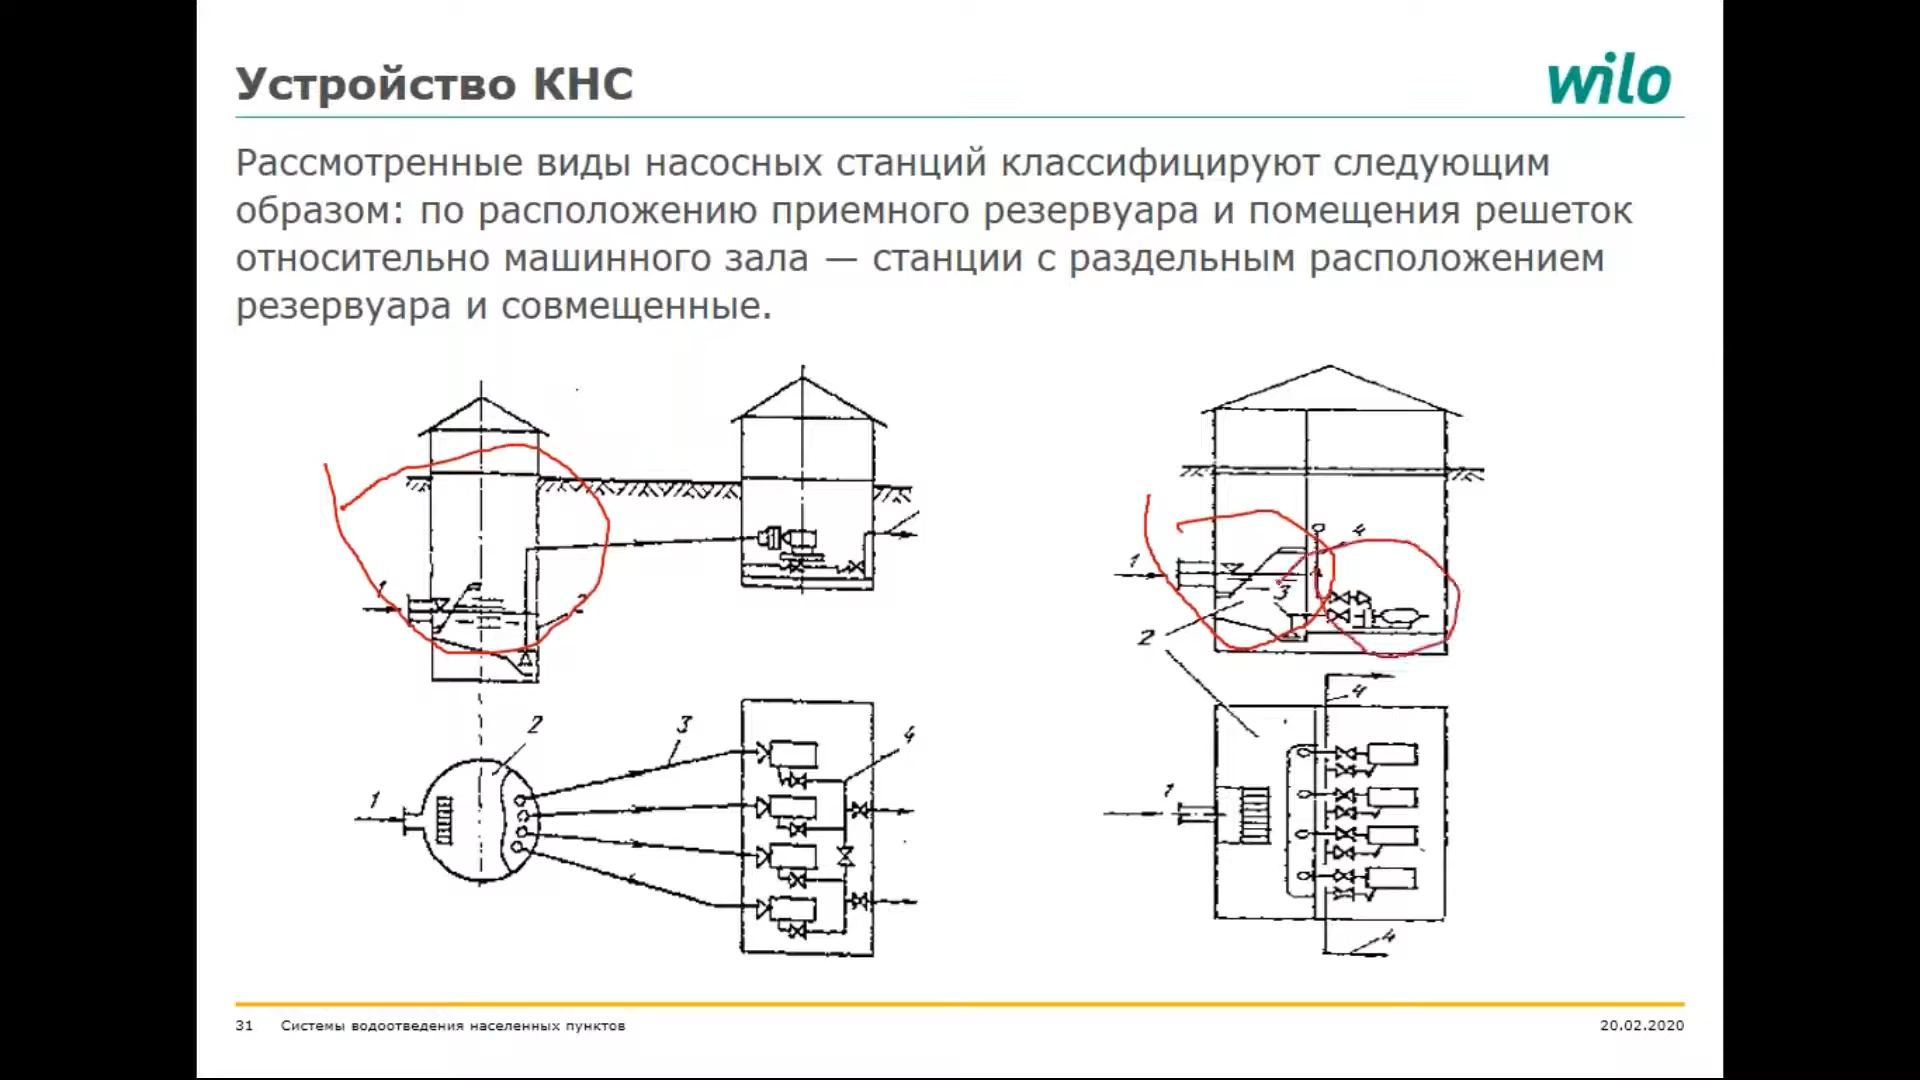 Устройство КНС
wilo
Рассмотренные виды насосных станций классифицируют следующим
образом: по расположению приемного резервуара и помещения решеток
относительно машинного зала — станции с раздельным расположением
резервуара и совмещенные.
1
2
1
2
3
4
1
2
3
4
4
1
4
31 Системы водоотведения населенных пунктов
20.02.2020